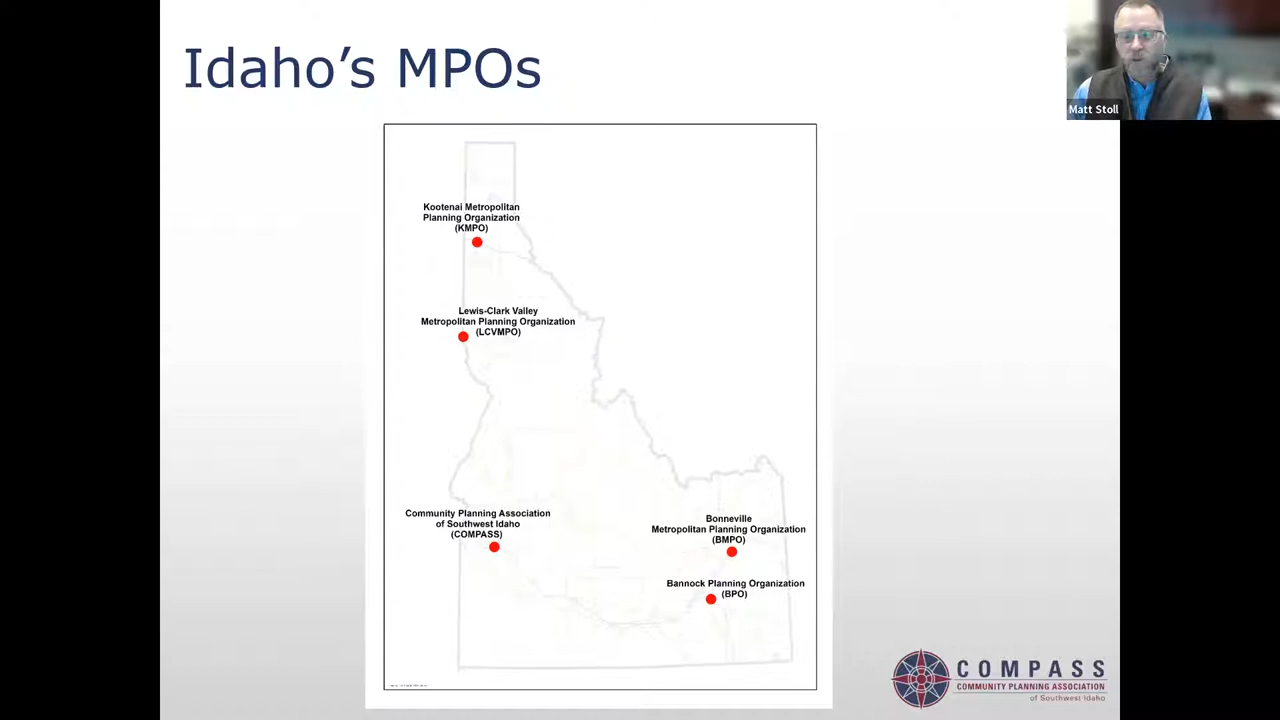 Idaho’s MPOs
Matt Stoll
Kootenai Metropolitan
Planning Organization
(KMPO)
Lewis-Clark Valley
Metropolitan Planning Organization
(LCVMPO)
Community Planning Association
of Southwest Idaho
(COMPASS)
Bonneville
Metropolitan Planning Organization
(BMPO)
Bannock Planning Organization
(BPO)
COMPASS
COMMUNITY PLANNING ASSOCIATION
of Southwest Idaho